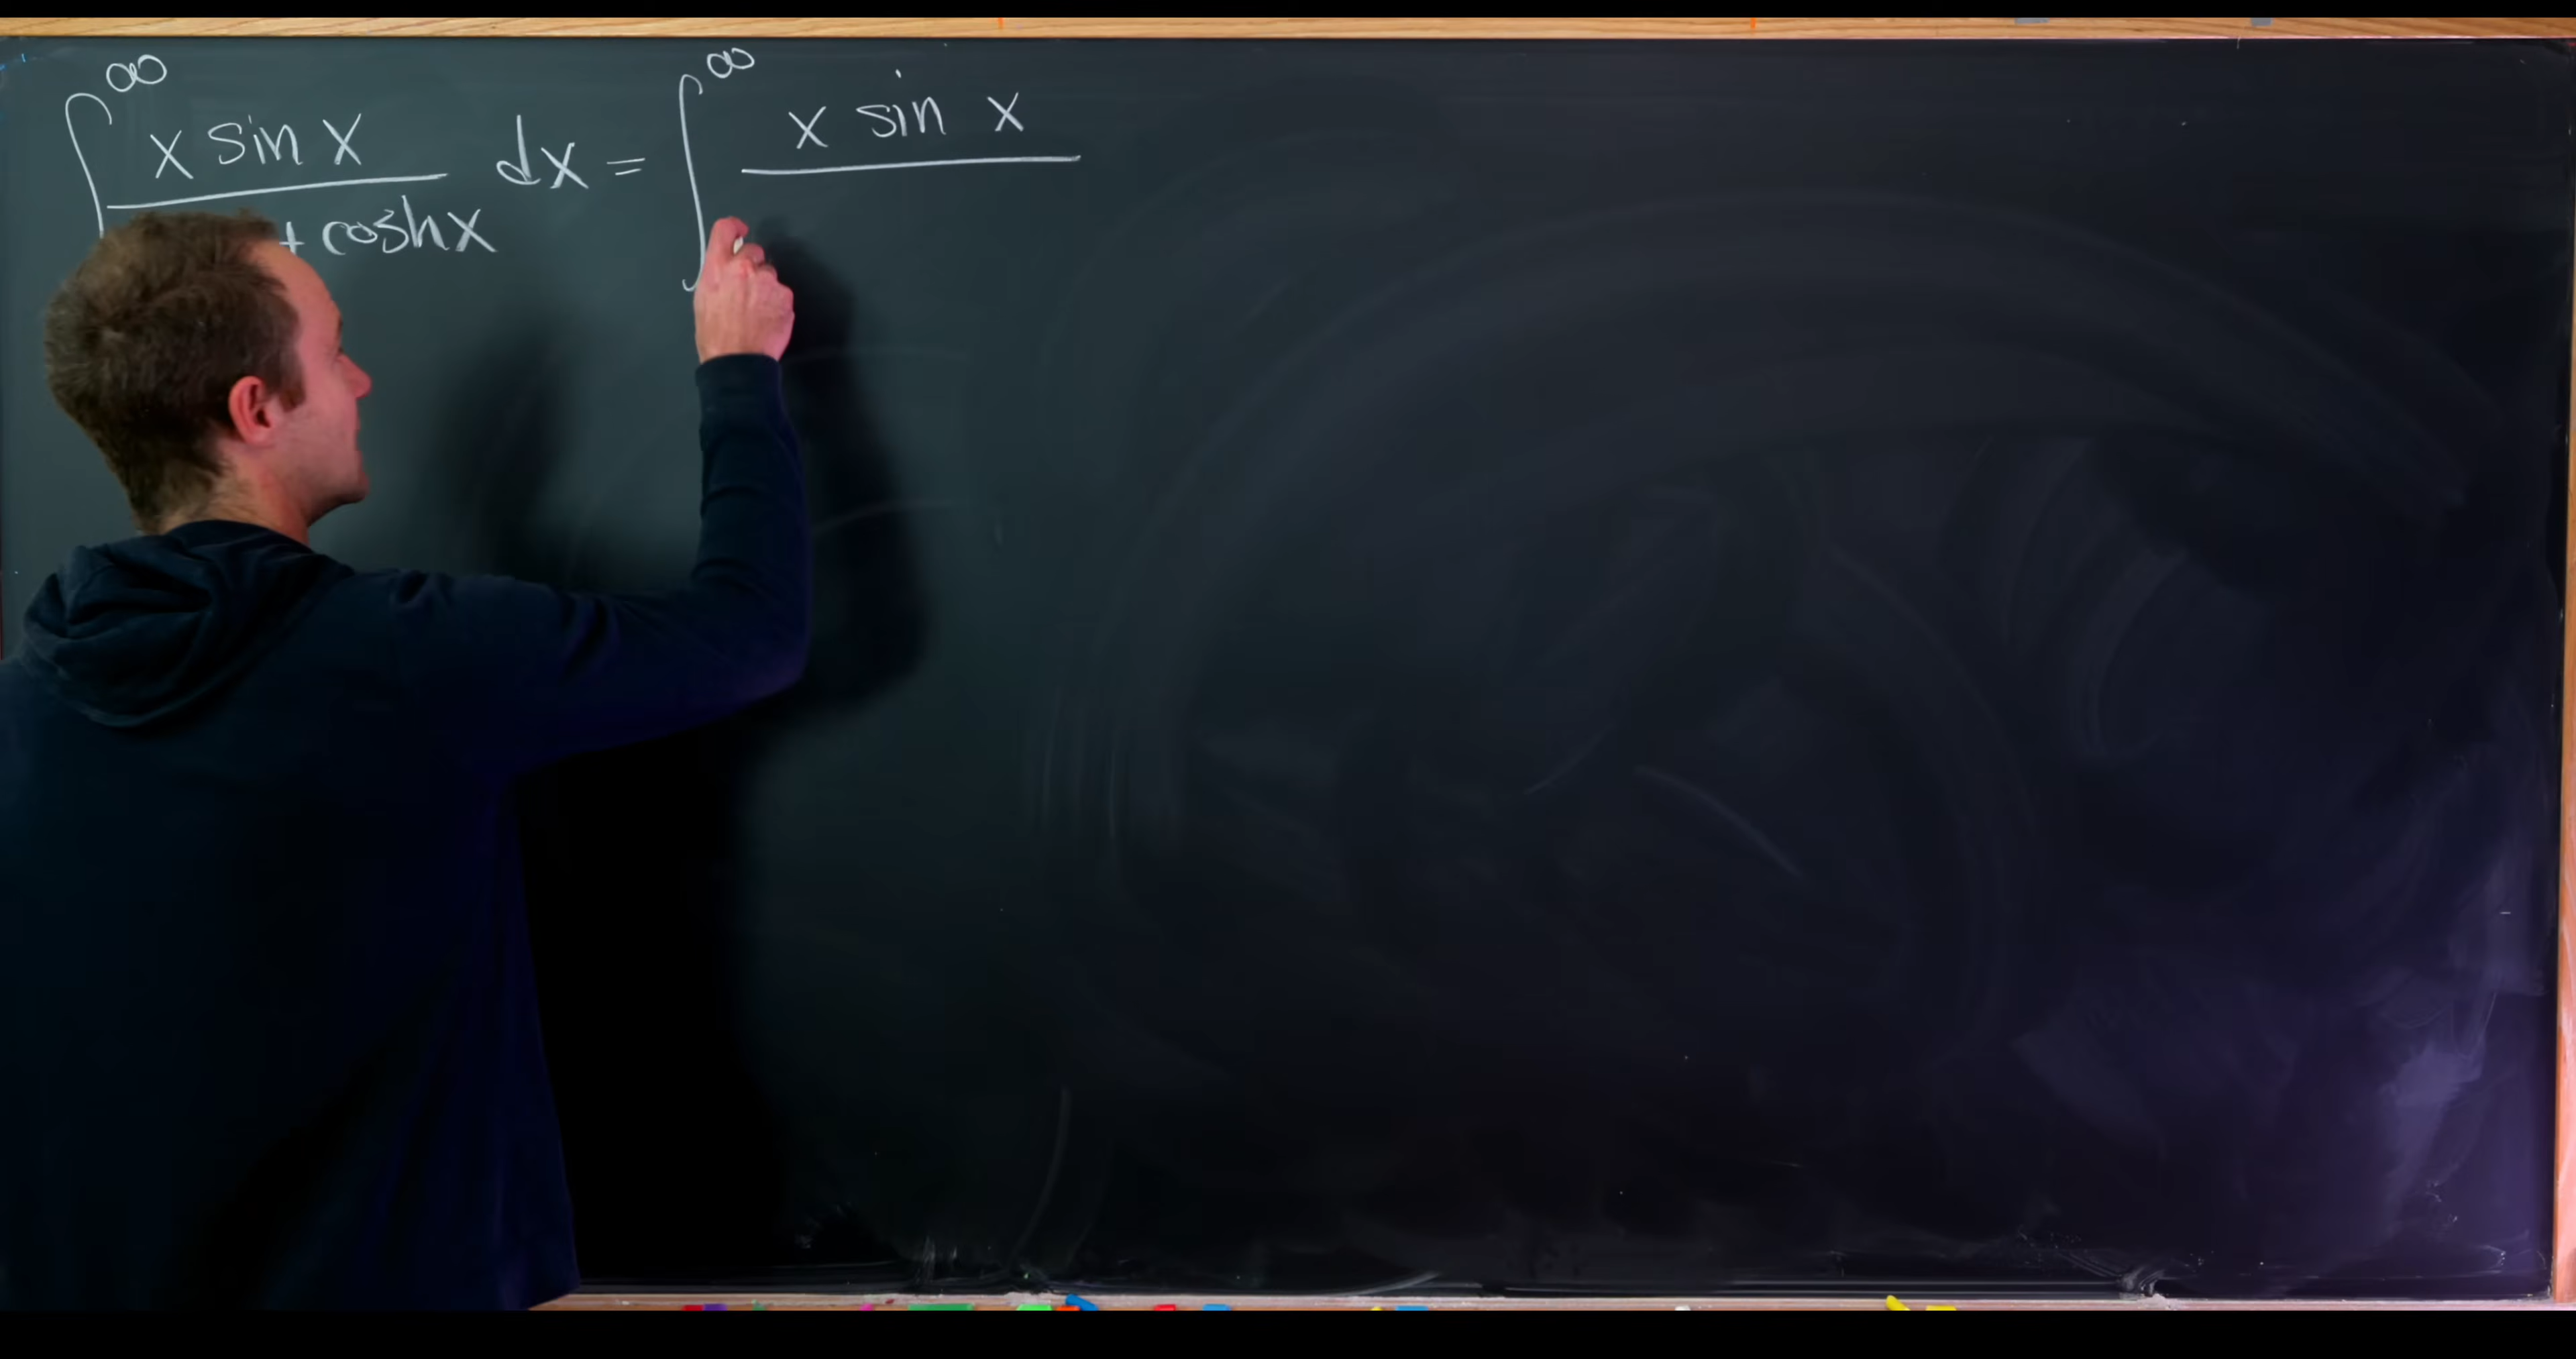 ∫^∞ x sin x / + coshx dx = ∫^∞ x sin x /